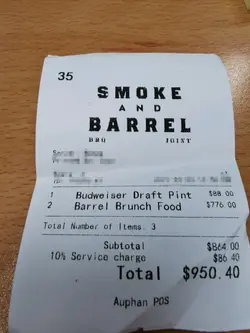 35
SMOKE
AND
BARREL
BBQ JOINT
1 Budweiser Draft Pint $88.00
2 Barrel Brunch Food $776.00
Total Number of Items: 3
Subtotal $864.00
10% Service charge $86.40
Total $950.40
Auphan POS